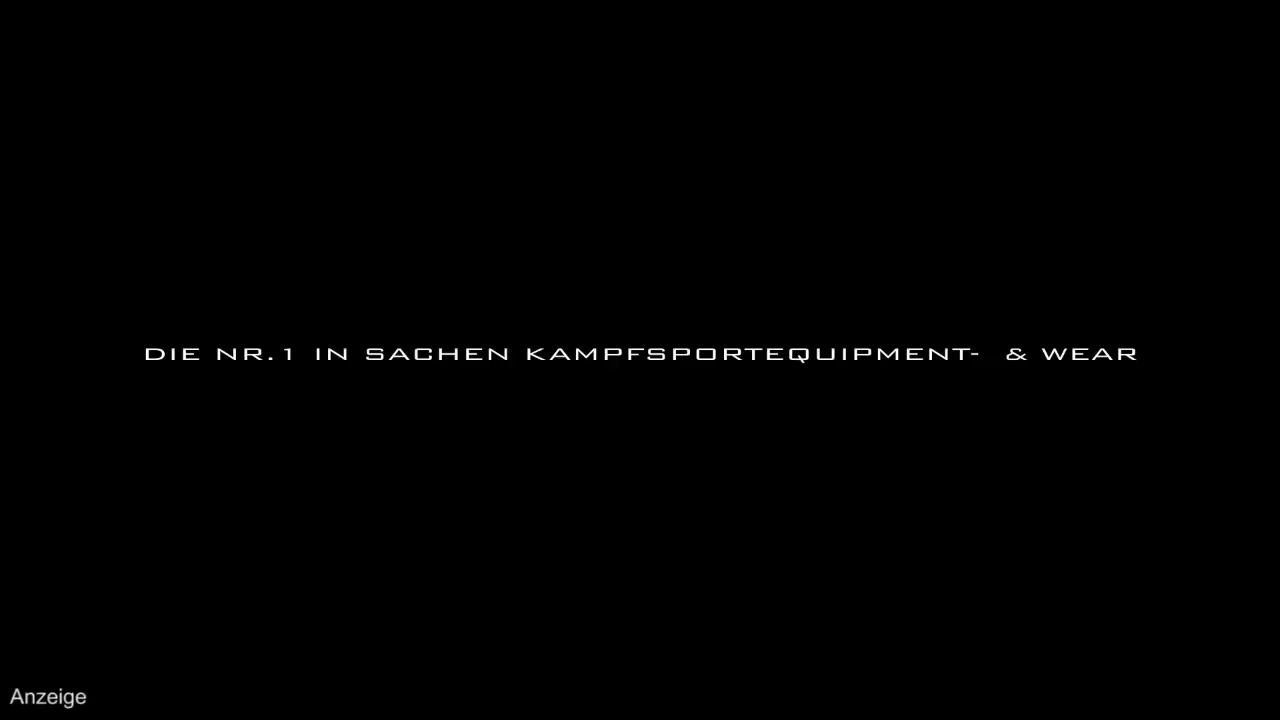 DIE NR.1 IN SACHEN KAMPFSPORTEQUIPMENT- & WEAR
Anzeige